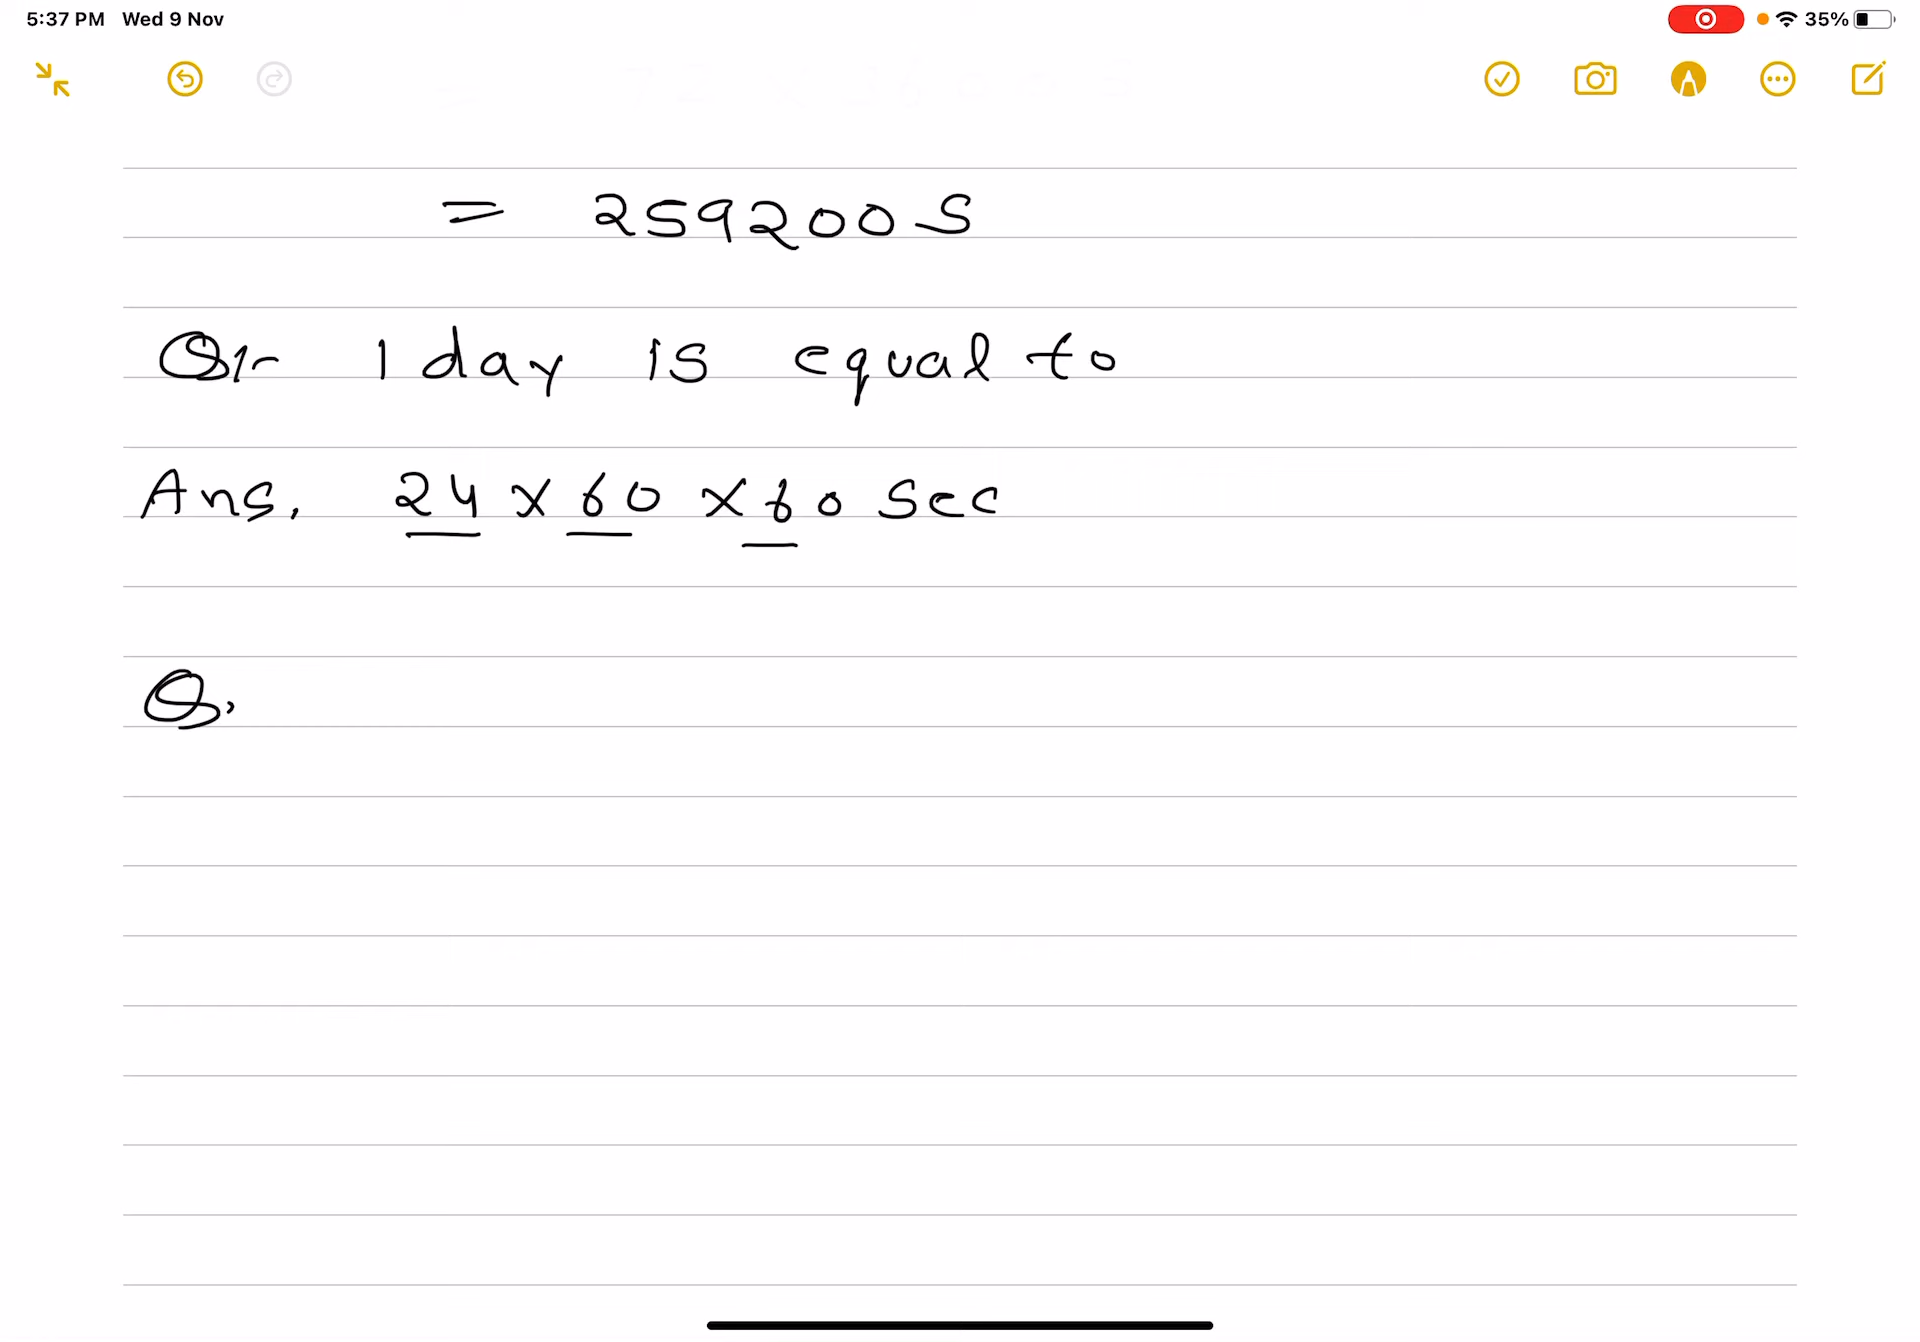 5:37 PM Wed 9 Nov 35%
= 259200 S
Q1- 1 day is equal to
Ans. 24 x 60 x 60 Sec
Q.